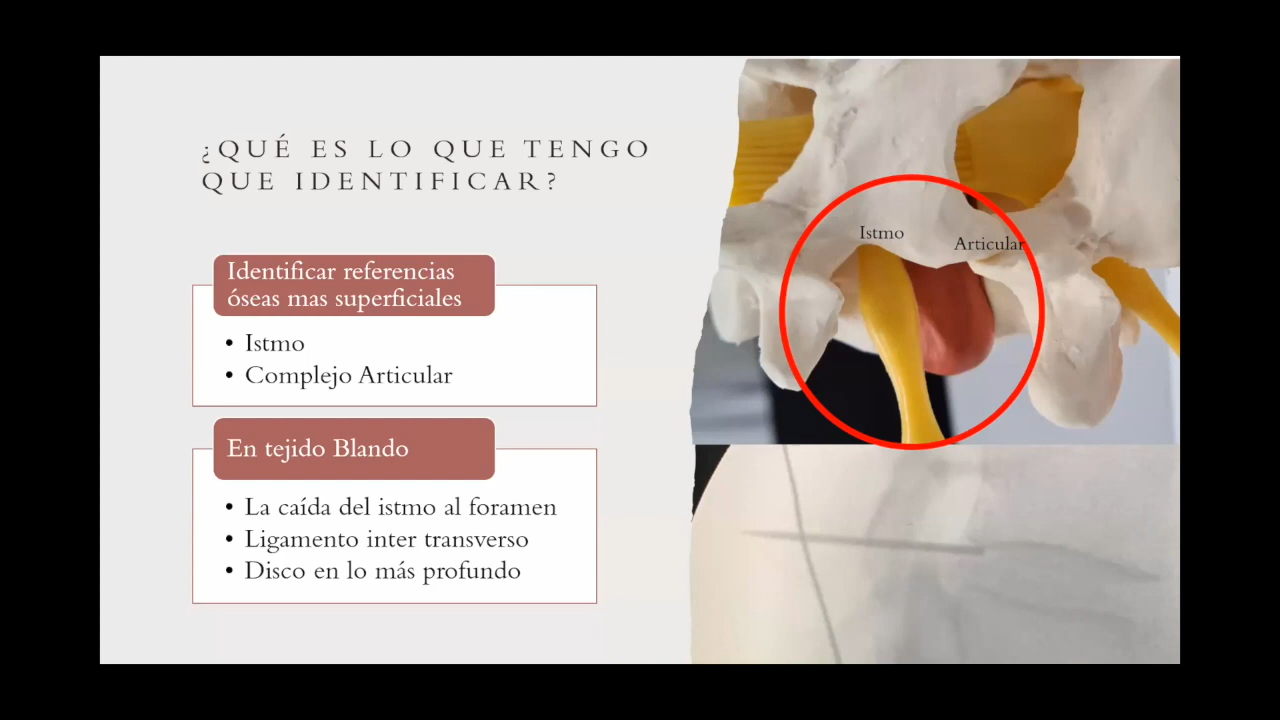 ¿QUÉ ES LO QUE TENGO
QUE IDENTIFICAR?
Identificar referencias
óseas mas superficiales
• Istmo
• Complejo Articular
En tejido Blando
• La caída del istmo al foramen
• Ligamento inter transverso
• Disco en lo más profundo
Istmo
Articular